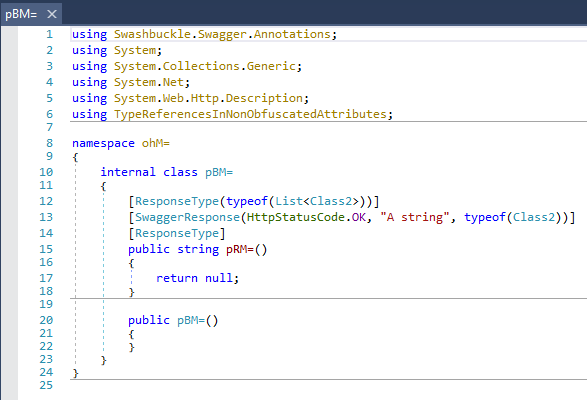 pBM= ✕
1 using Swashbuckle.Swagger.Annotations;
2 using System;
3 using System.Collections.Generic;
4 using System.Net;
5 using System.Web.Http.Description;
6 using TypeReferencesInNonObfuscatedAttributes;
7
8 namespace ohM=
9 {
10     internal class pBM=
11     {
12         [ResponseType(typeof(List<Class2>))]
13         [SwaggerResponse(HttpStatusCode.OK, "A string", typeof(Class2))]
14         [ResponseType]
15         public string pRM=()
16         {
17             return null;
18         }
19
20         public pBM=()
21         {
22         }
23     }
24 }
25